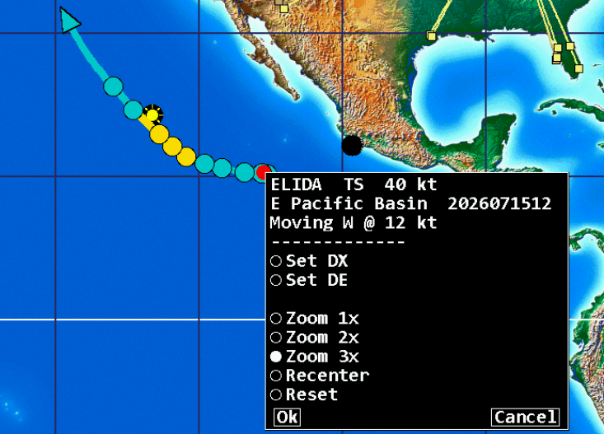 ELIDA TS 40 kt
E Pacific Basin 2026071512
Moving W @ 12 kt
-------------
Set DX
Set DE
Zoom 1x
Zoom 2x
Zoom 3x
Recenter
Reset
Ok Cancel